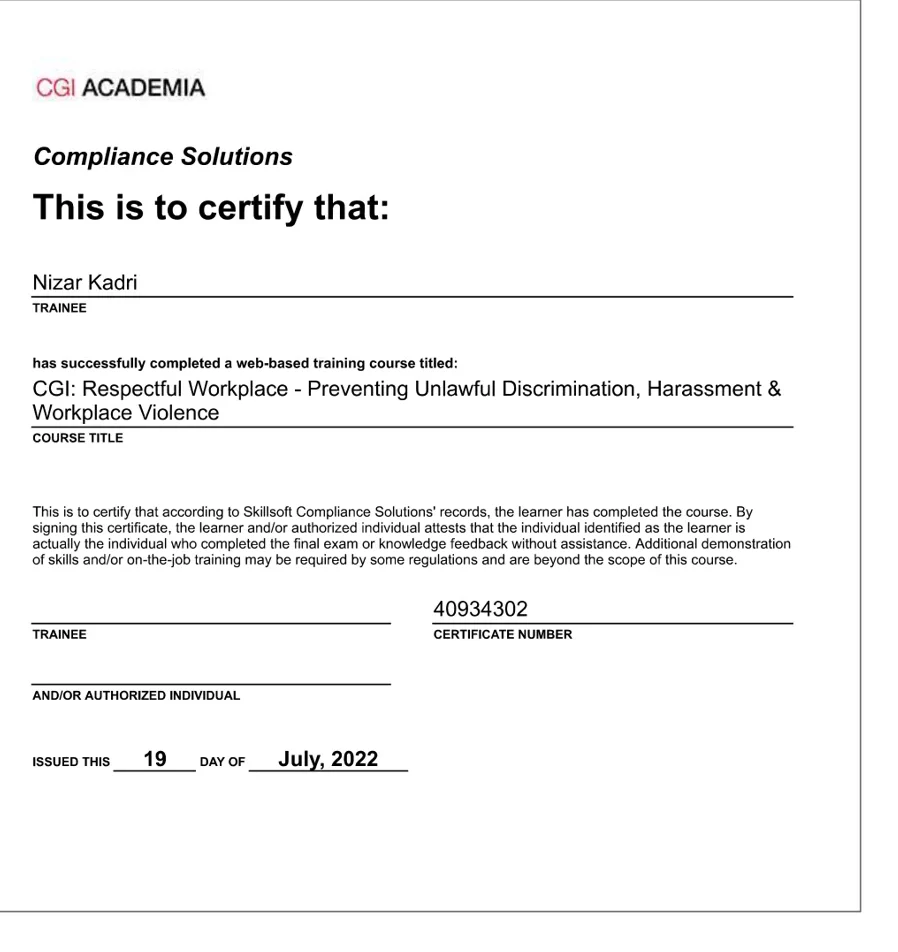 CGI ACADEMIA
Compliance Solutions
This is to certify that:
Nizar Kadri
TRAINEE
has successfully completed a web-based training course titled:
CGI: Respectful Workplace - Preventing Unlawful Discrimination, Harassment &
Workplace Violence
COURSE TITLE
This is to certify that according to Skillsoft Compliance Solutions' records, the learner has completed the course. By
signing this certificate, the learner and/or authorized individual attests that the individual identified as the learner is
actually the individual who completed the final exam or knowledge feedback without assistance. Additional demonstration
of skills and/or on-the-job training may be required by some regulations and are beyond the scope of this course.
40934302
TRAINEE CERTIFICATE NUMBER
AND/OR AUTHORIZED INDIVIDUAL
ISSUED THIS 19 DAY OF July, 2022